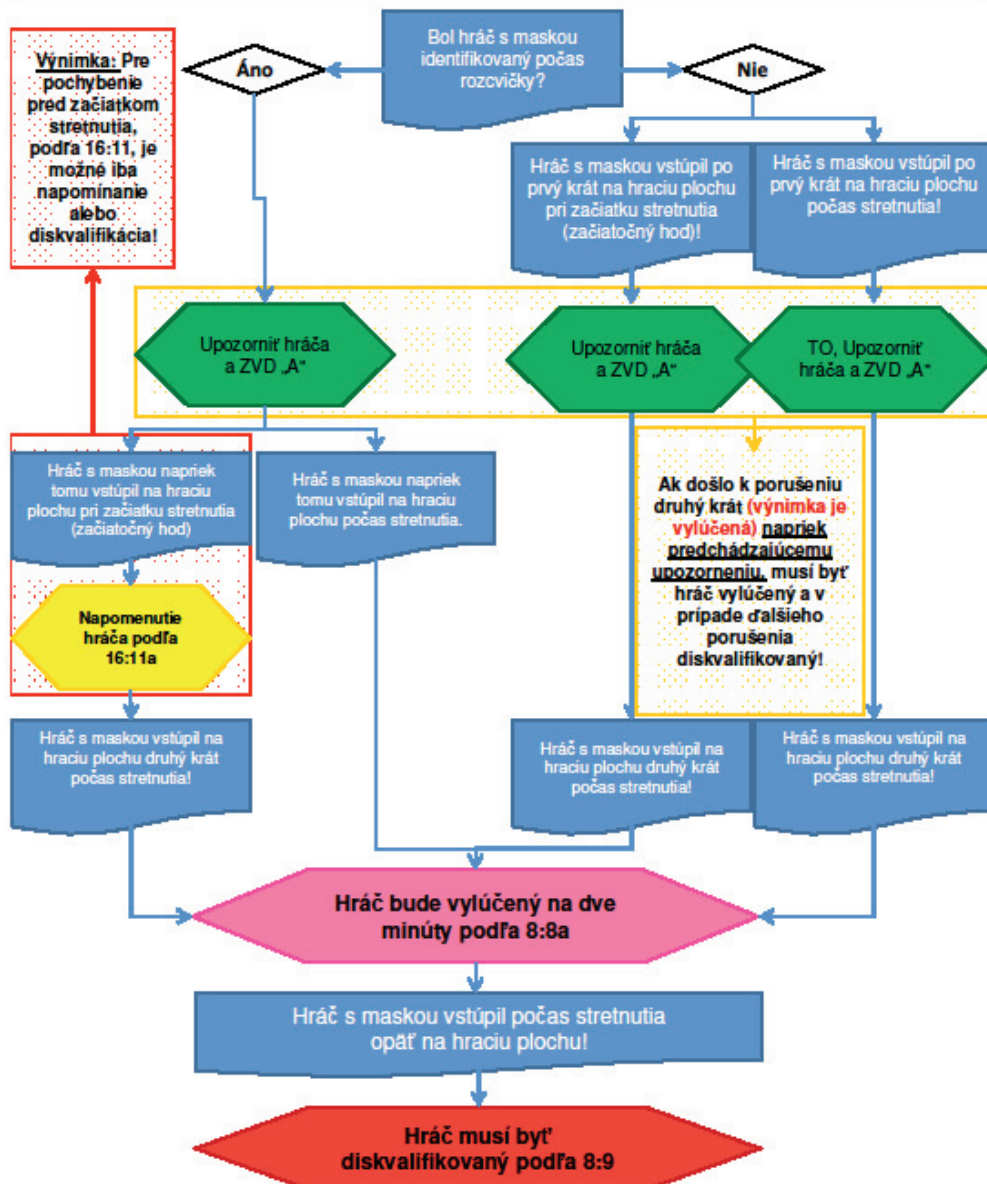 Bol hráč s maskou
identifikovaný počas
rozcvičky?
Áno
Nie
Výnimka: Pre
pochybenie
pred začiatkom
stretnutia,
podľa 16:11, je
možné iba
napomínanie
alebo
diskvalifikácia!
Hráč s maskou vstúpil po
prvý krát na hraciu plochu
pri začiatku stretnutia
(začiatočný hod)!
Hráč s maskou vstúpil po
prvý krát na hraciu plochu
počas stretnutia!
Upozorniť hráča
a ZVD „A“
Upozorniť hráča
a ZVD „A“
TO, Upozorniť
hráča a ZVD „A“
Hráč s maskou napriek
tomu vstúpil na hraciu
plochu pri začiatku stretnutia
(začiatočný hod)
Hráč s maskou napriek
tomu vstúpil na hraciu
plochu počas stretnutia.
Ak došlo k porušeniu
druhý krát (výnimka je
vylúčená) napriek
predchádzajúcemu
upozorneniu, musí byť
hráč vylúčený a v
prípade ďalšieho
porušenia
diskvalifikovaný!
Napomenutie
hráča podľa
16:11a
Hráč s maskou vstúpil na
hraciu plochu druhý krát
počas stretnutia!
Hráč s maskou vstúpil na
hraciu plochu druhý krát
počas stretnutia!
Hráč s maskou vstúpil na
hraciu plochu druhý krát
počas stretnutia!
Hráč bude vylúčený na dve
minúty podľa 8:8a
Hráč s maskou vstúpil počas stretnutia
opäť na hraciu plochu!
Hráč musí byť
diskvalifikovaný podľa 8:9